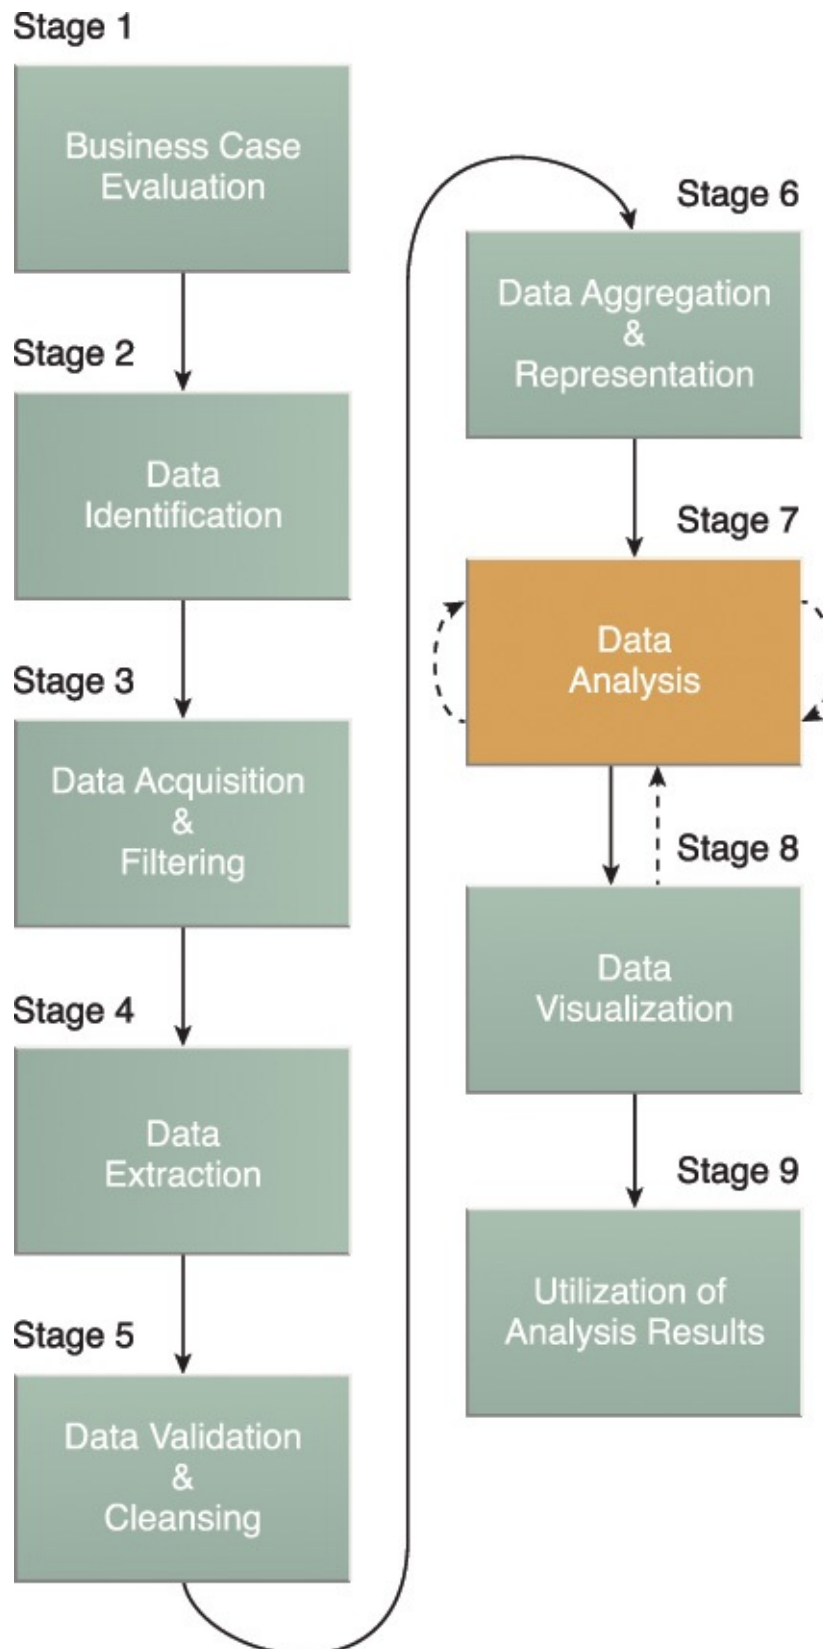 Stage 1
Business Case
Evaluation
Stage 2
Data
Identification
Stage 3
Data Acquisition
&
Filtering
Stage 4
Data
Extraction
Stage 5
Data Validation
&
Cleansing
Stage 6
Data Aggregation
&
Representation
Stage 7
Data
Analysis
Stage 8
Data
Visualization
Stage 9
Utilization of
Analysis Results